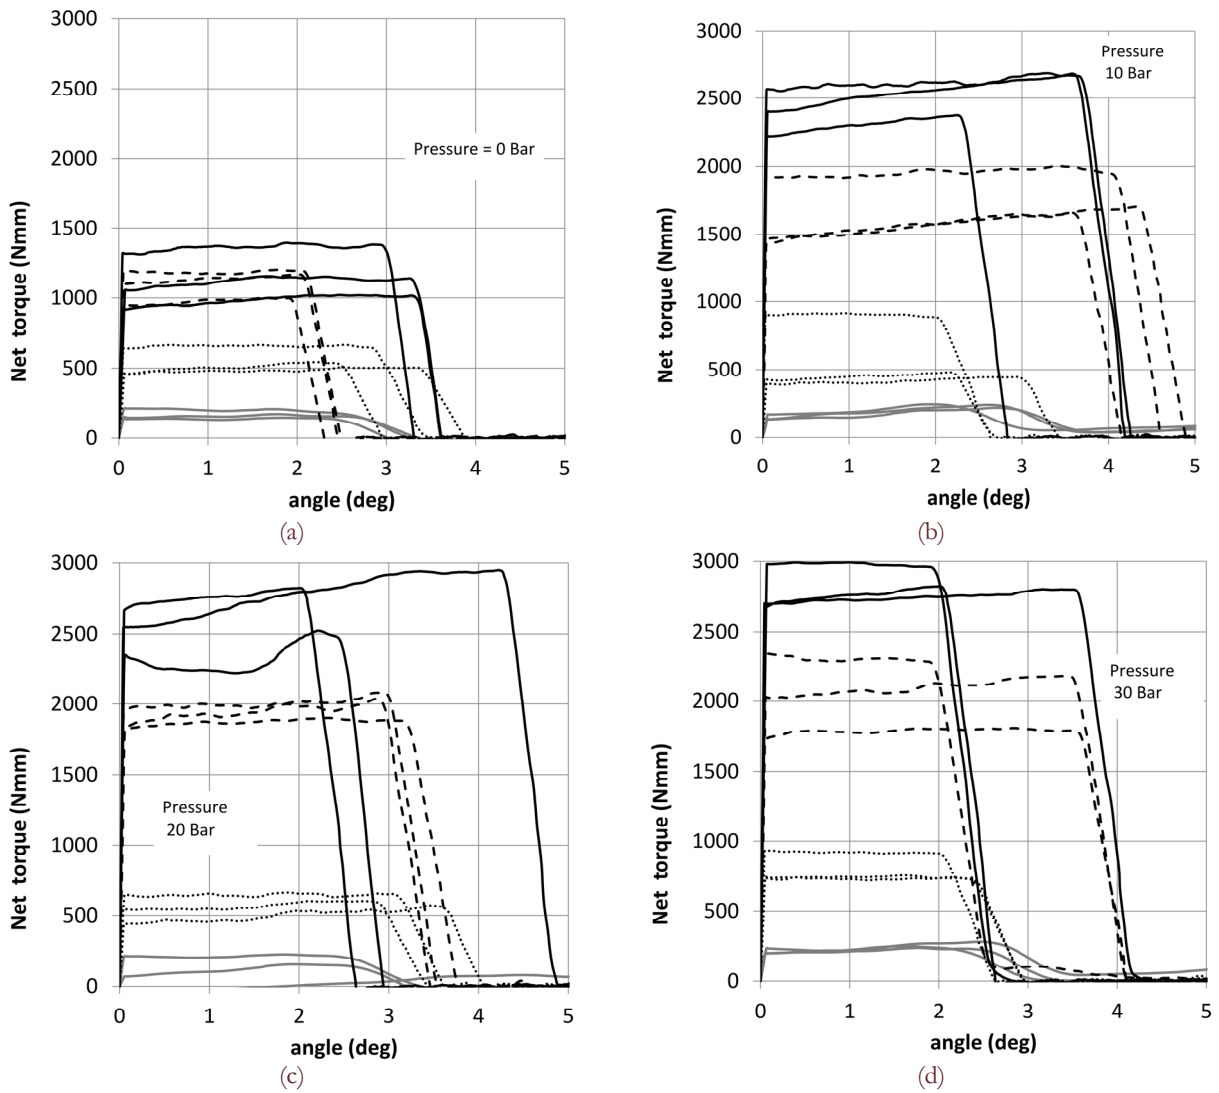 3000
2500
2000
1500
1000
500
0
Net torque (Nmm)
Pressure = 0 Bar
0 1 2 3 4 5
angle (deg)
(a)
3000
2500
2000
1500
1000
500
0
Net torque (Nmm)
Pressure
10 Bar
0 1 2 3 4 5
angle (deg)
(b)
3000
2500
2000
1500
1000
500
0
Net torque (Nmm)
Pressure
20 Bar
0 1 2 3 4 5
angle (deg)
(c)
3000
2500
2000
1500
1000
500
0
Net torque (Nmm)
Pressure
30 Bar
0 1 2 3 4 5
angle (deg)
(d)